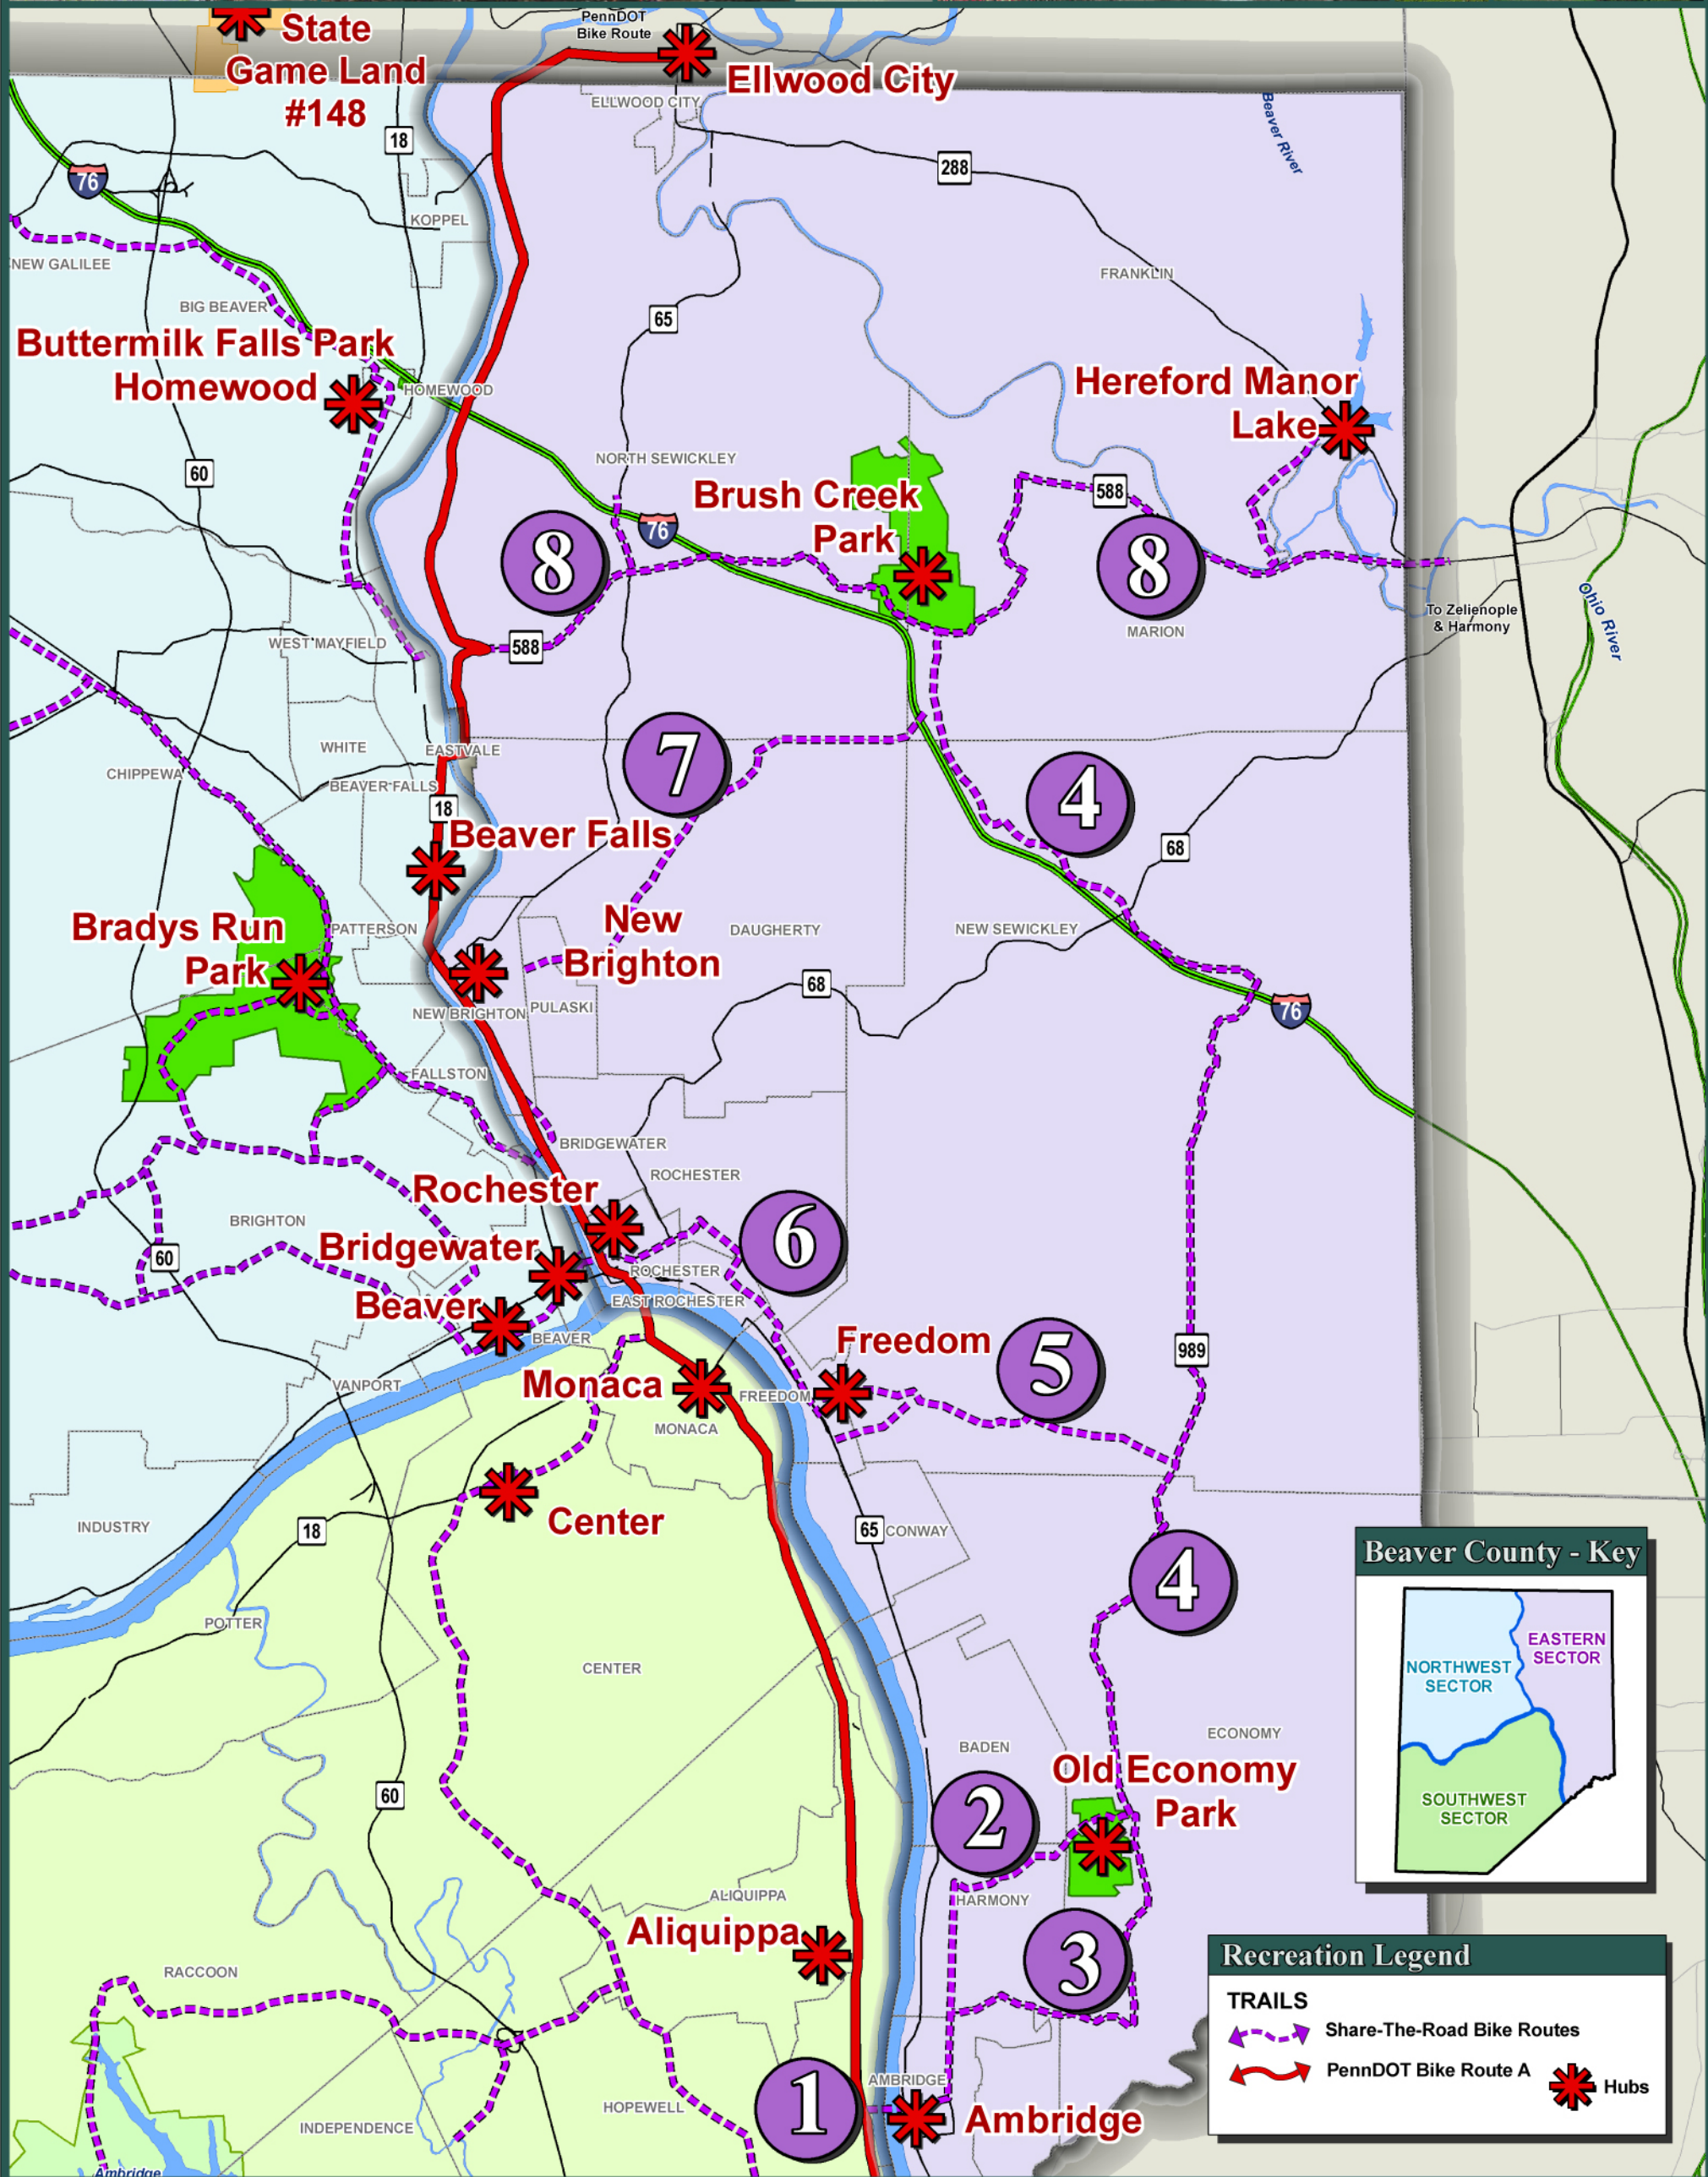 PennDOT
Bike Route
State
Game Land
#148
Ellwood City
ELLWOOD CITY
Beaver River
18
288
76
KOPPEL
NEW GALILEE
FRANKLIN
BIG BEAVER
65
Buttermilk Falls Park
Homewood
HOMEWOOD
Hereford Manor
Lake
60
NORTH SEWICKLEY
Brush Creek
Park
588
76
8
8
To Zelienople
& Harmony
Ohio River
MARION
WEST MAYFIELD
588
WHITE
EASTVALE
7
CHIPPEWA
BEAVER FALLS
18
4
Beaver Falls
68
Bradys Run
Park
PATTERSON
New
Brighton
DAUGHERTY
NEW SEWICKLEY
68
NEW BRIGHTON
PULASKI
76
FALLSTON
BRIDGEWATER
ROCHESTER
Rochester
BRIGHTON
6
Bridgewater
60
ROCHESTER
EAST ROCHESTER
Beaver
BEAVER
Freedom
5
989
VANPORT
Monaca
FREEDOM
MONACA
Center
INDUSTRY
18
65
CONWAY
Beaver County - Key
4
POTTER
NORTHWEST
SECTOR
EASTERN
SECTOR
SOUTHWEST
SECTOR
CENTER
ECONOMY
BADEN
Old Economy
Park
60
2
ALIQUIPPA
HARMONY
Aliquippa
3
RACCOON
Recreation Legend
TRAILS
Share-The-Road Bike Routes
PennDOT Bike Route A
Hubs
1
AMBRIDGE
HOPEWELL
INDEPENDENCE
Ambridge
Ambridge